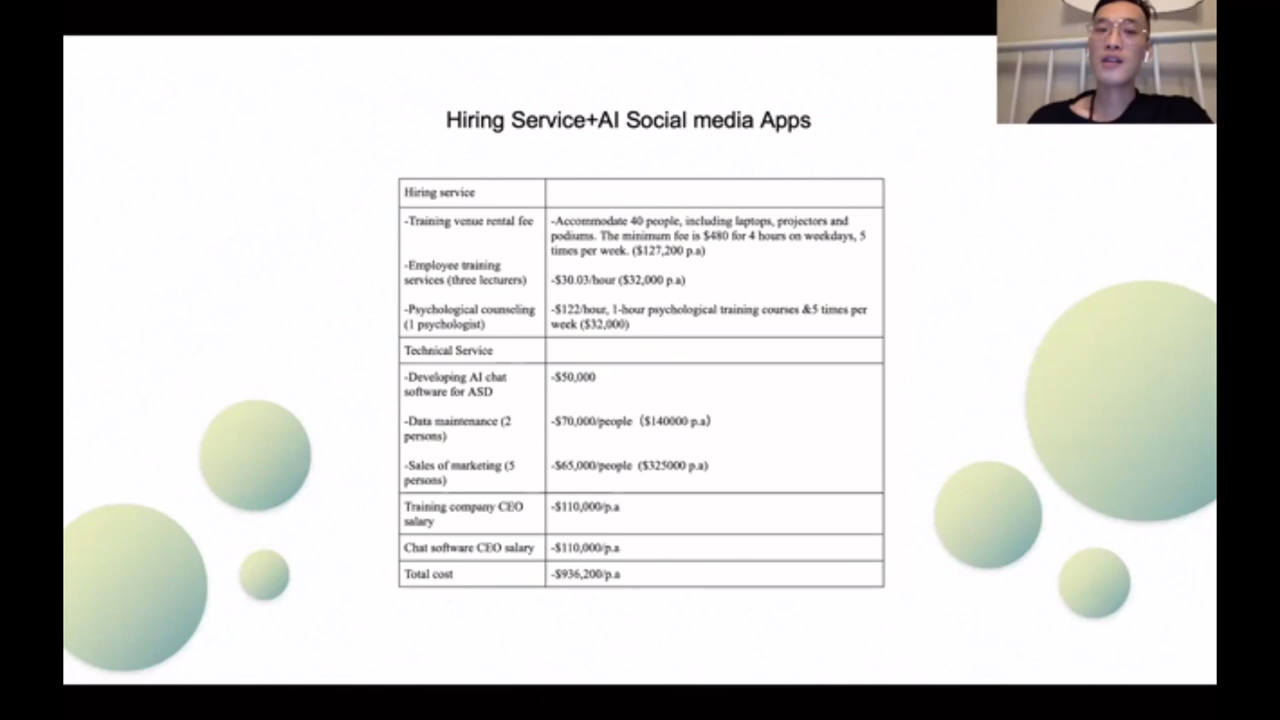 Hiring Service+AI Social media Apps
Hiring service
-Training venue rental fee
-Accommodate 40 people, including laptops, projectors and
podiums. The minimum fee is $480 for 4 hours on weekdays, 5
times per week. ($127,200 p.a)
-Employee training
services (three lecturers)
-$30.03/hour ($32,000 p.a)
-Psychological counseling
(1 psychologist)
-$122/hour, 1-hour psychological training courses &5 times per
week ($32,000)
Technical Service
-Developing AI chat
software for ASD
-$50,000
-Data maintenance (2
persons)
-$70,000/people ($140000 p.a)
-Sales of marketing (5
persons)
-$65,000/people ($325000 p.a)
Training company CEO
salary
-$110,000/p.a
Chat software CEO salary
-$110,000/p.a
Total cost
-$936,200/p.a